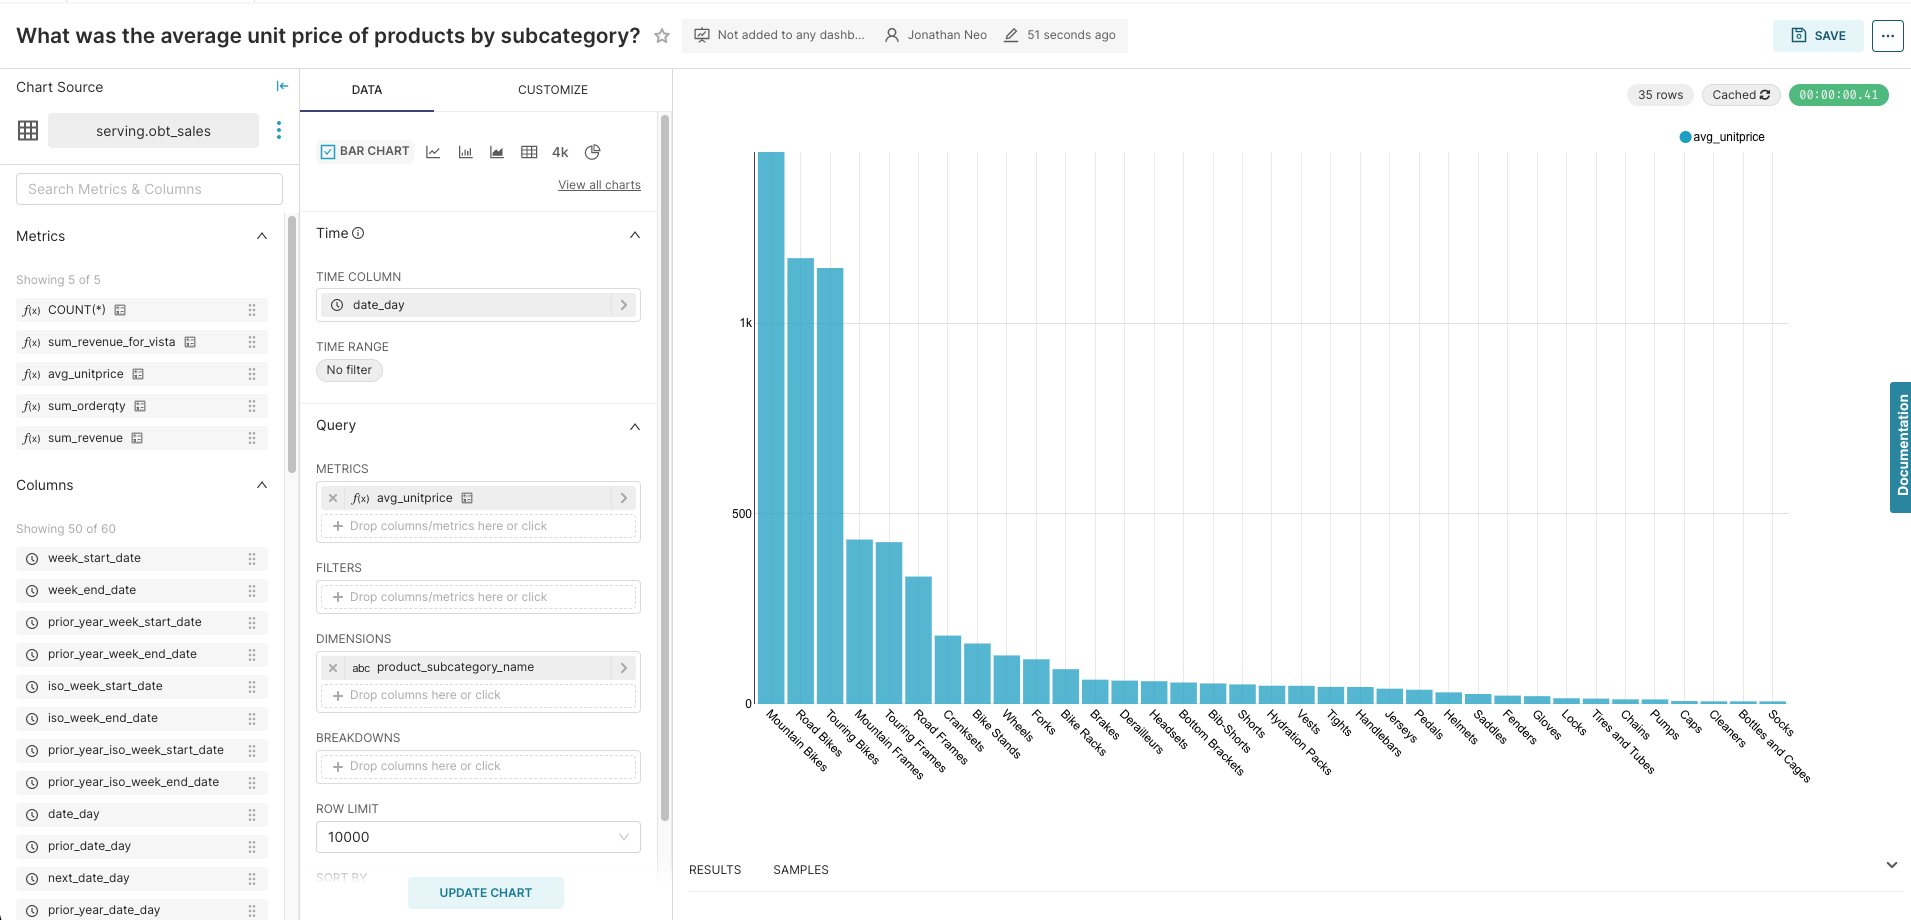 What was the average unit price of products by subcategory?
Not added to any dashb...
Jonathan Neo
51 seconds ago
SAVE
Chart Source
serving.obt_sales
Search Metrics & Columns
Metrics
Showing 5 of 5
f(x) COUNT(*)
f(x) sum_revenue_for_vista
f(x) avg_unitprice
f(x) sum_orderqty
f(x) sum_revenue
Columns
Showing 50 of 60
week_start_date
week_end_date
prior_year_week_start_date
prior_year_week_end_date
iso_week_start_date
iso_week_end_date
prior_year_iso_week_start_date
prior_year_iso_week_end_date
date_day
prior_date_day
next_date_day
prior_year_date_day
DATA
CUSTOMIZE
BAR CHART
4k
View all charts
Time
TIME COLUMN
date_day
TIME RANGE
No filter
Query
METRICS
f(x) avg_unitprice
+ Drop columns/metrics here or click
FILTERS
+ Drop columns/metrics here or click
DIMENSIONS
abc product_subcategory_name
+ Drop columns here or click
BREAKDOWNS
+ Drop columns here or click
ROW LIMIT
10000
SORT BY
UPDATE CHART
35 rows
Cached
00:00:00.41
avg_unitprice
1k
500
0
Mountain Bikes
Road Bikes
Touring Bikes
Mountain Frames
Touring Frames
Road Frames
Cranksets
Bike Stands
Wheels
Forks
Bike Racks
Brakes
Derailleurs
Headsets
Bottom Brackets
Bib-Shorts
Shorts
Hydration Packs
Vests
Tights
Handlebars
Jerseys
Pedals
Helmets
Saddles
Fenders
Gloves
Locks
Tires and Tubes
Chains
Pumps
Caps
Cleaners
Bottles and Cages
Socks
Documentation
RESULTS
SAMPLES